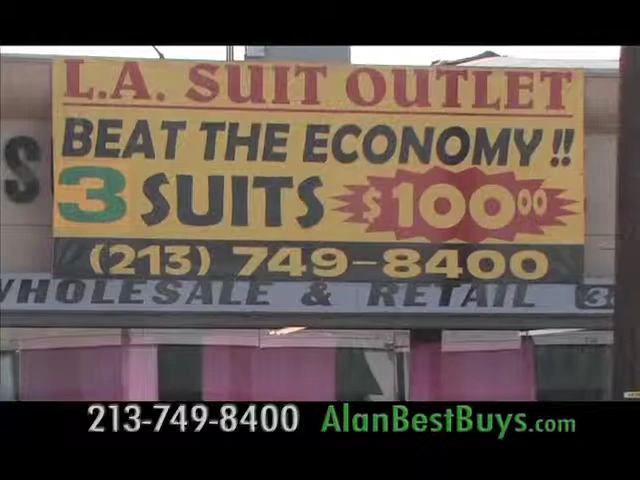 L.A. SUIT OUTLET
BEAT THE ECONOMY!!
3 SUITS $100.00
(213) 749-8400
WHOLESALE & RETAIL 3
213-749-8400 AlanBestBuys.com